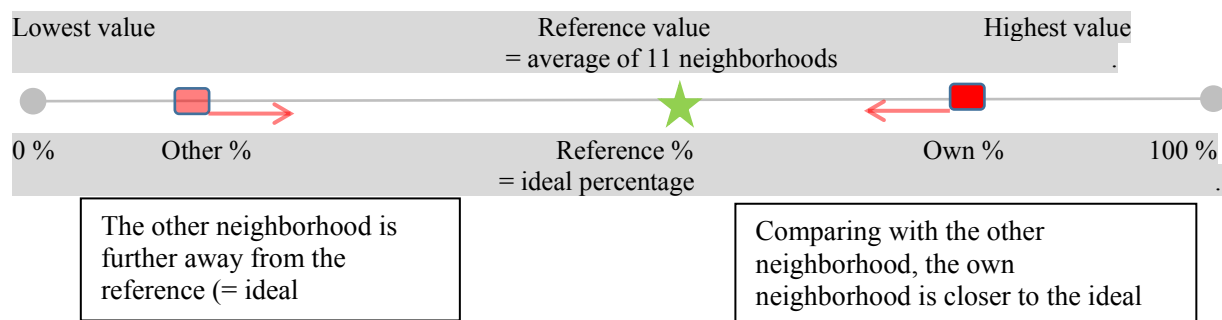 Lowest value Reference value Highest value
= average of 11 neighborhoods .
0 % Other % Reference % Own % 100 %
= ideal percentage .
The other neighborhood is
further away from the
reference (= ideal
Comparing with the other
neighborhood, the own
neighborhood is closer to the ideal